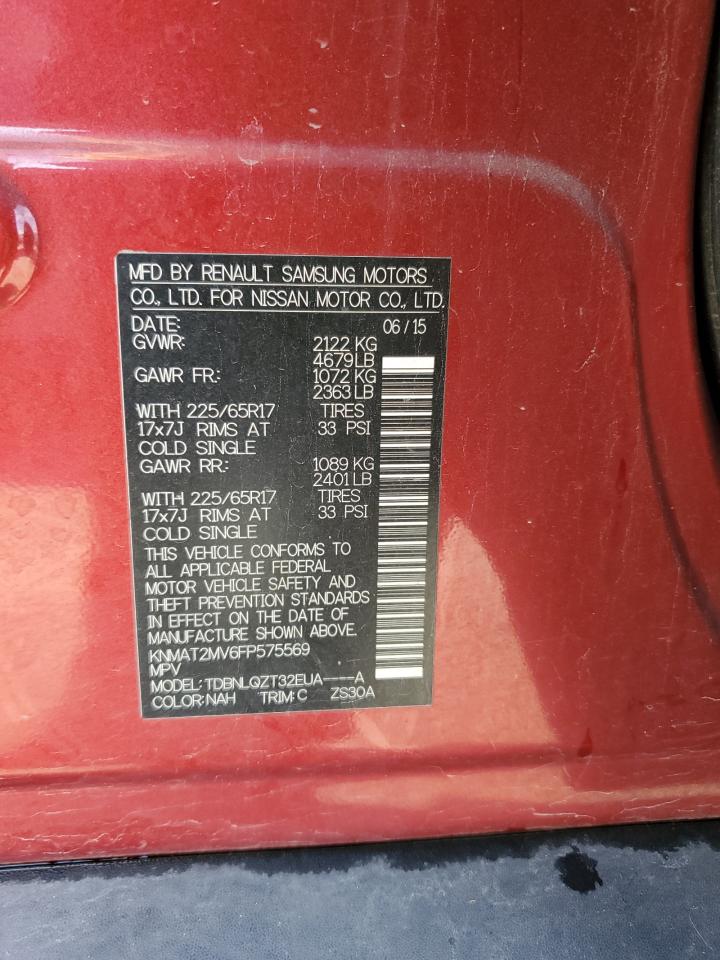 MFD BY RENAULT SAMSUNG MOTORS
CO., LTD. FOR NISSAN MOTOR CO., LTD.
DATE: 06/15
GVWR: 2122 KG
4679LB
GAWR FR.: 1072 KG
2363 LB
WITH 225/65R17 TIRES
17x7J RIMS AT 33 PSI
COLD SINGLE
GAWR RR.: 1089 KG
2401 LB
WITH 225/65R17 TIRES
17x7J RIMS AT 33 PSI
COLD SINGLE
THIS VEHICLE CONFORMS TO
ALL APPLICABLE FEDERAL
MOTOR VEHICLE SAFETY AND
THEFT PREVENTION STANDARDS
IN EFFECT ON THE DATE OF
MANUFACTURE SHOWN ABOVE.
KNMAT2MV6FP575569
MPV
MODEL: TDBNLQZT32EUA----A
COLOR: NAH TRIM: C ZS30A